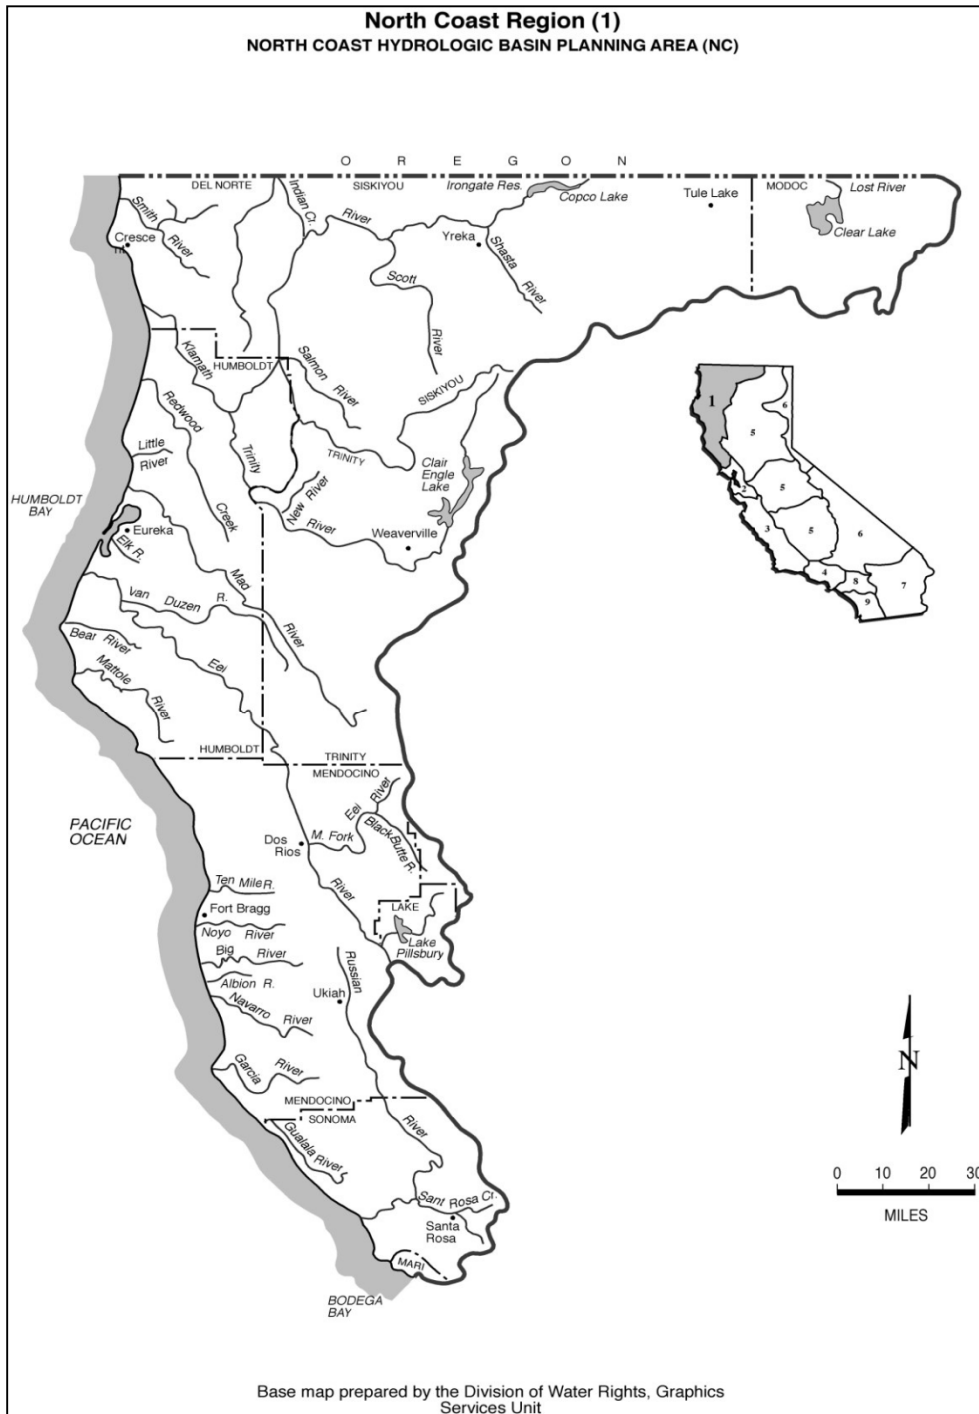 North Coast Region (1)
NORTH COAST HYDROLOGIC BASIN PLANNING AREA (NC)
O R E G O N
DEL NORTE
SISKIYOU
Irongate Res.
Copco Lake
MODOC
Lost River
Tule Lake
Clear Lake
Smith
River
Cresce
Indian Cr.
River
Yreka
Shasta
River
Scott
River
Klamath
HUMBOLDT
Salmon
River
SISKIYOU
TRINITY
Redwood
Creek
Little
River
Trinity
New River
River
Clair
Engle
Lake
Weaverville
HUMBOLDT
BAY
Eureka
Elk R.
Mad
River
Van Duzen R.
Bear River
Eel
Mattole
River
HUMBOLDT
TRINITY
MENDOCINO
PACIFIC
OCEAN
Dos
Rios
M. Fork
Eel
River
Black Butte R.
River
LAKE
Lake
Pillsbury
Ten Mile R.
Fort Bragg
Noyo River
Big River
Albion R.
Navarro River
Ukiah
Russian
Garcia River
MENDOCINO
SONOMA
Gualala River
River
Sant Rosa Cr.
Santa
Rosa
MARI
BODEGA
BAY
1
6
5
2
5
3
5
6
4
8
7
9
N
0 10 20 30
MILES
Base map prepared by the Division of Water Rights, Graphics
Services Unit